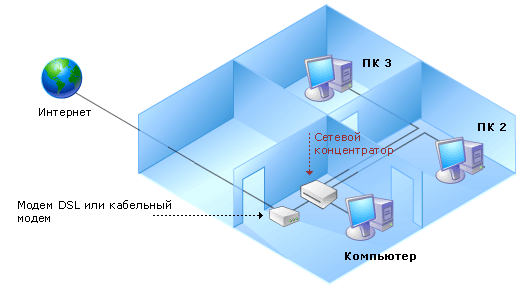 ПК 3
Интернет
ПК 2
Сетевой
концентратор
Модем DSL или кабельный
модем
Компьютер